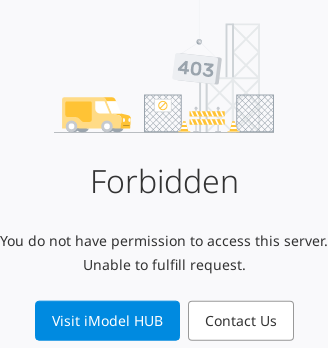 403
Forbidden
You do not have permission to access this server.
Unable to fulfill request.
Visit iModel HUB
Contact Us